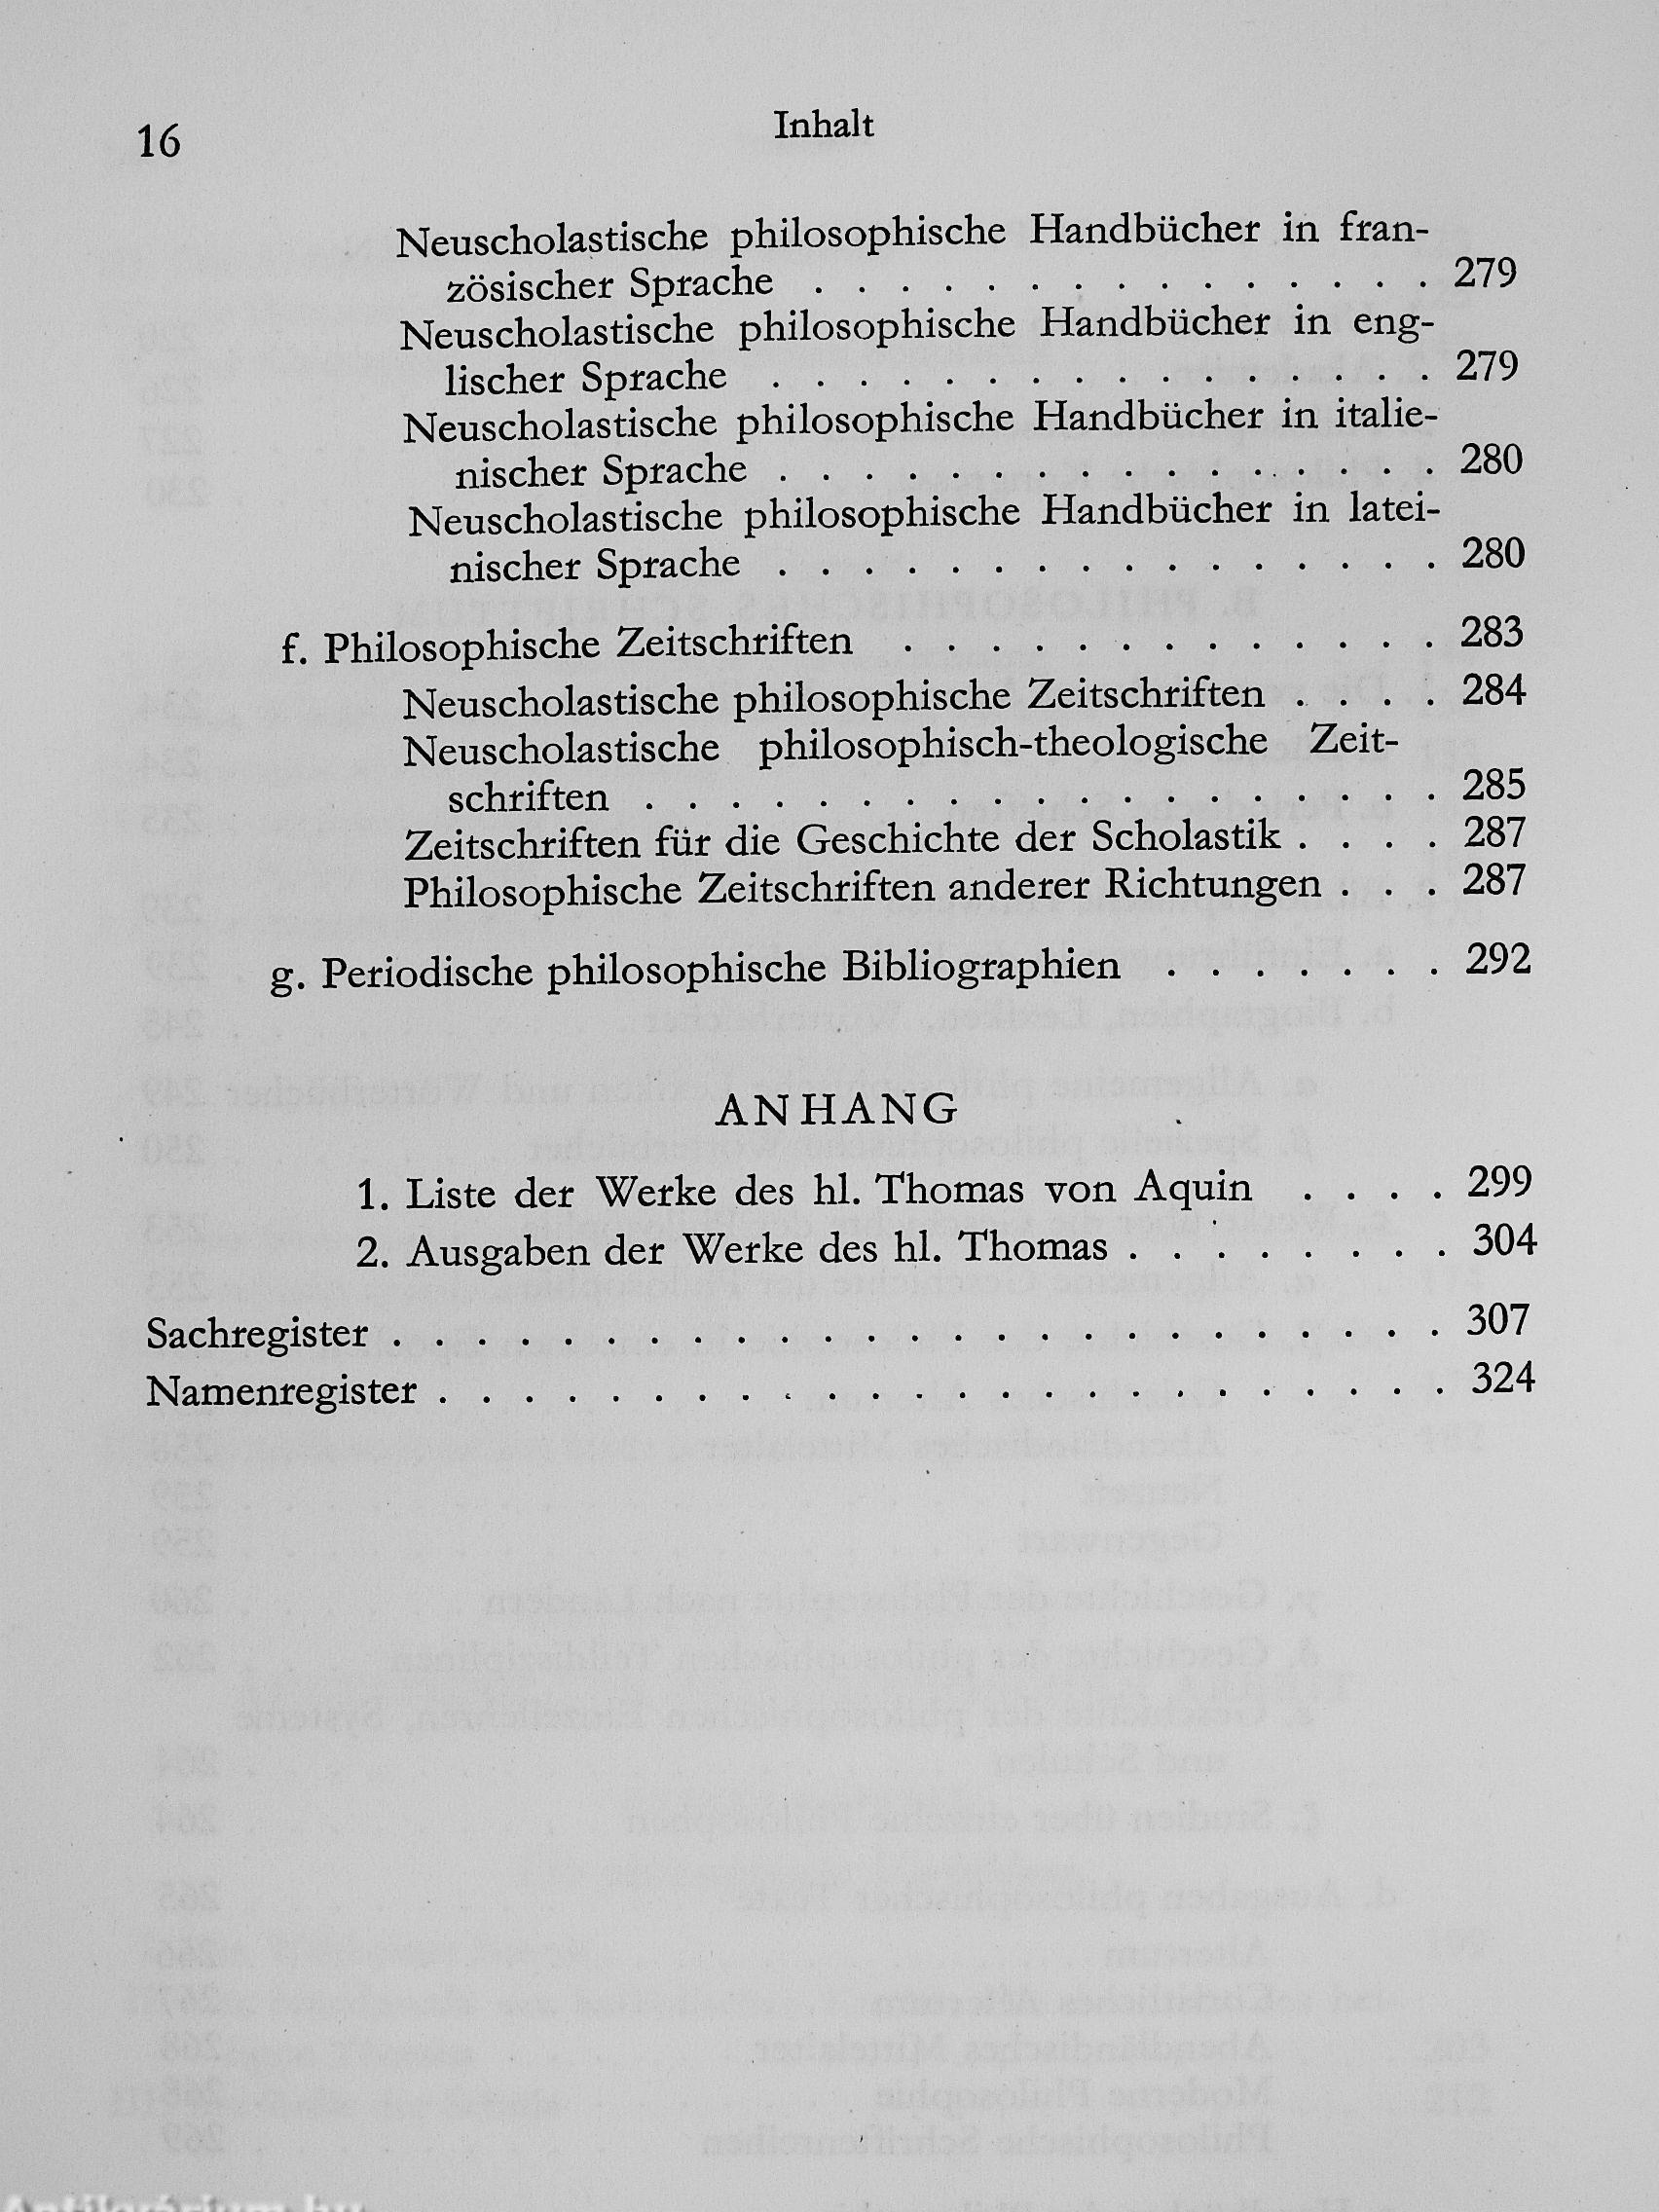 16
Inhalt
Neuscholastische philosophische Handbücher in fran-
zösischer Sprache . . . . . . . . . . . . . . . 279
Neuscholastische philosophische Handbücher in eng-
lischer Sprache . . . . . . . . . . . . . . . . 279
Neuscholastische philosophische Handbücher in italie-
nischer Sprache . . . . . . . . . . . . . . . . 280
Neuscholastische philosophische Handbücher in latei-
nischer Sprache . . . . . . . . . . . . . . . . 280
f. Philosophische Zeitschriften . . . . . . . . . . . . . 283
Neuscholastische philosophische Zeitschriften . . . . 284
Neuscholastische philosophisch-theologische Zeit-
schriften . . . . . . . . . . . . . . . . . . . 285
Zeitschriften für die Geschichte der Scholastik . . . . 287
Philosophische Zeitschriften anderer Richtungen . . . 287
g. Periodische philosophische Bibliographien . . . . . . . 292
ANHANG
1. Liste der Werke des hl. Thomas von Aquin . . . . 299
2. Ausgaben der Werke des hl. Thomas . . . . . . . . 304
Sachregister . . . . . . . . . . . . . . . . . . . . . . . . . 307
Namenregister . . . . . . . . . . . . . . . . . . . . . . . . 324